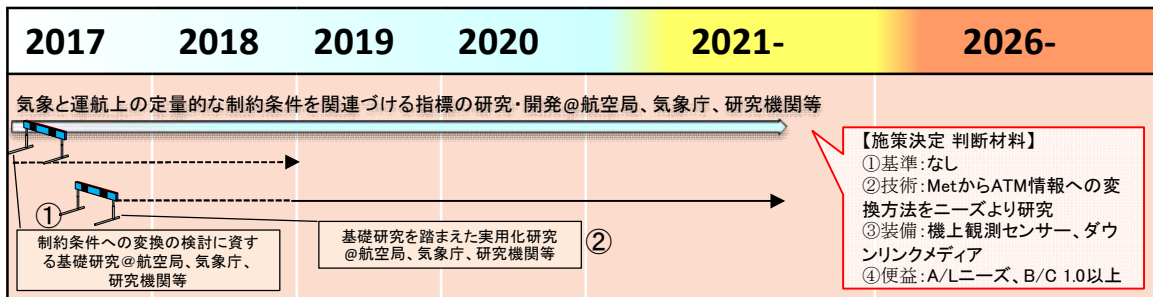 2017 2018 2019 2020 2021- 2026-
気象と運航上の定量的な制約条件を関連づける指標の研究・開発@航空局、気象庁、研究機関等
①
制約条件への変換の検討に資す
る基礎研究@航空局、気象庁、
研究機関等
基礎研究を踏まえた実用化研究
@航空局、気象庁、研究機関等
②
【施策決定 判断材料】
①基準:なし
②技術:MetからATM情報への変
換方法をニーズより研究
③装備:機上観測センサー、ダウ
ンリンクメディア
④便益:A/Lニーズ、B/C 1.0以上